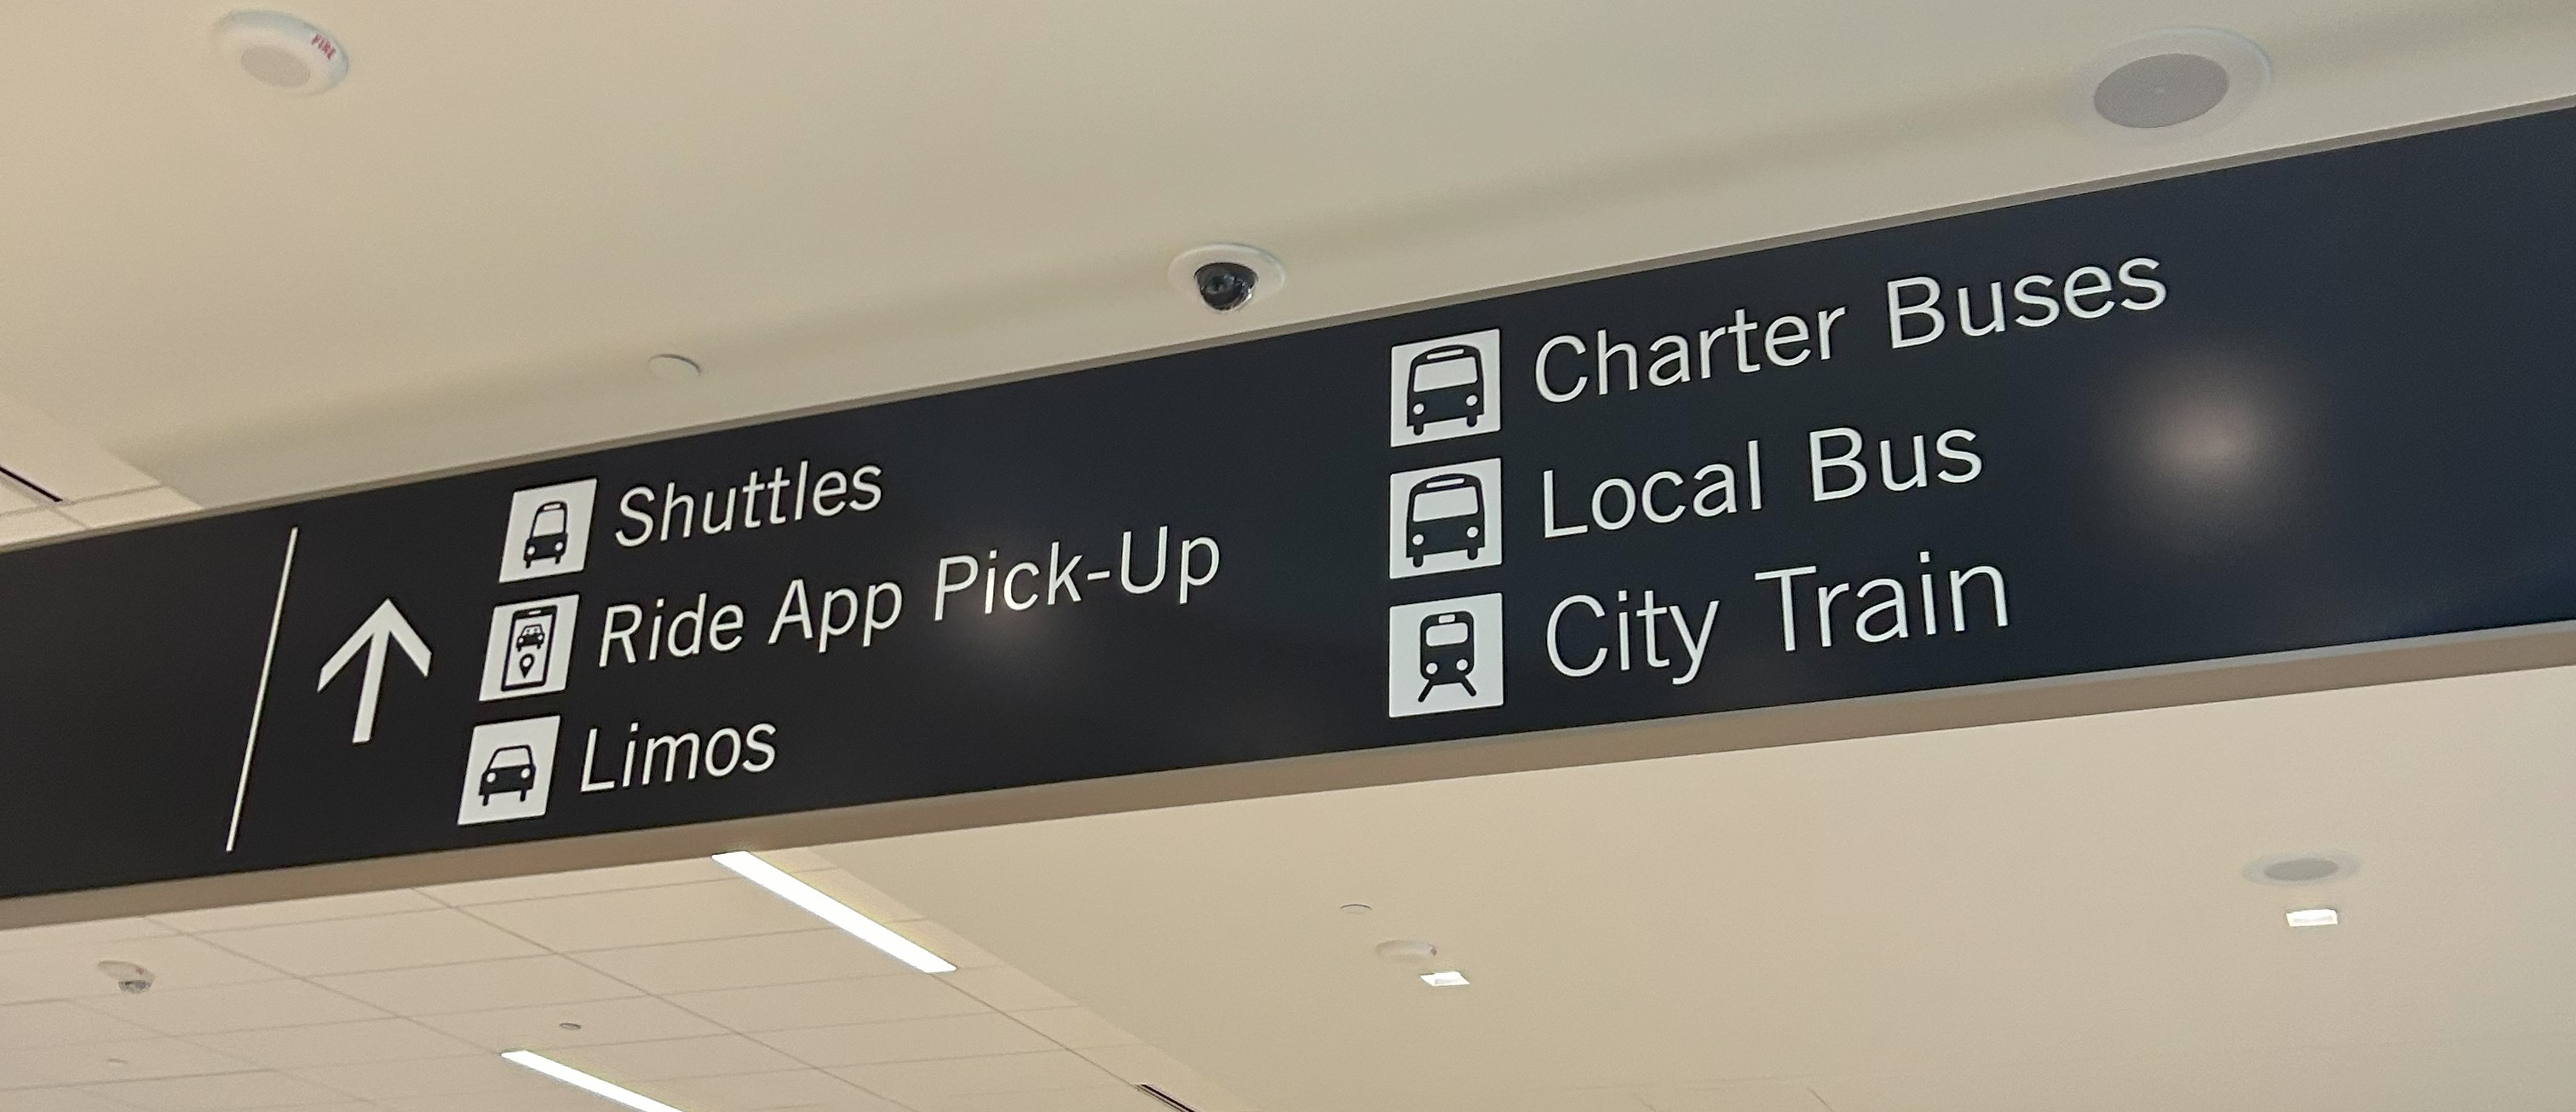 FIRE
Shuttles
Ride App Pick-Up
Limos
Charter Buses
Local Bus
City Train